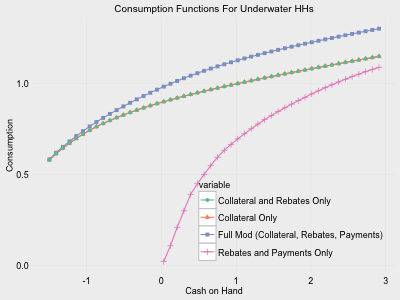 Consumption Functions For Underwater HHs
Consumption
1.0
0.5
0.0
variable
Collateral and Rebates Only
Collateral Only
Full Mod (Collateral, Rebates, Payments)
Rebates and Payments Only
-1 0 1 2 3
Cash on Hand